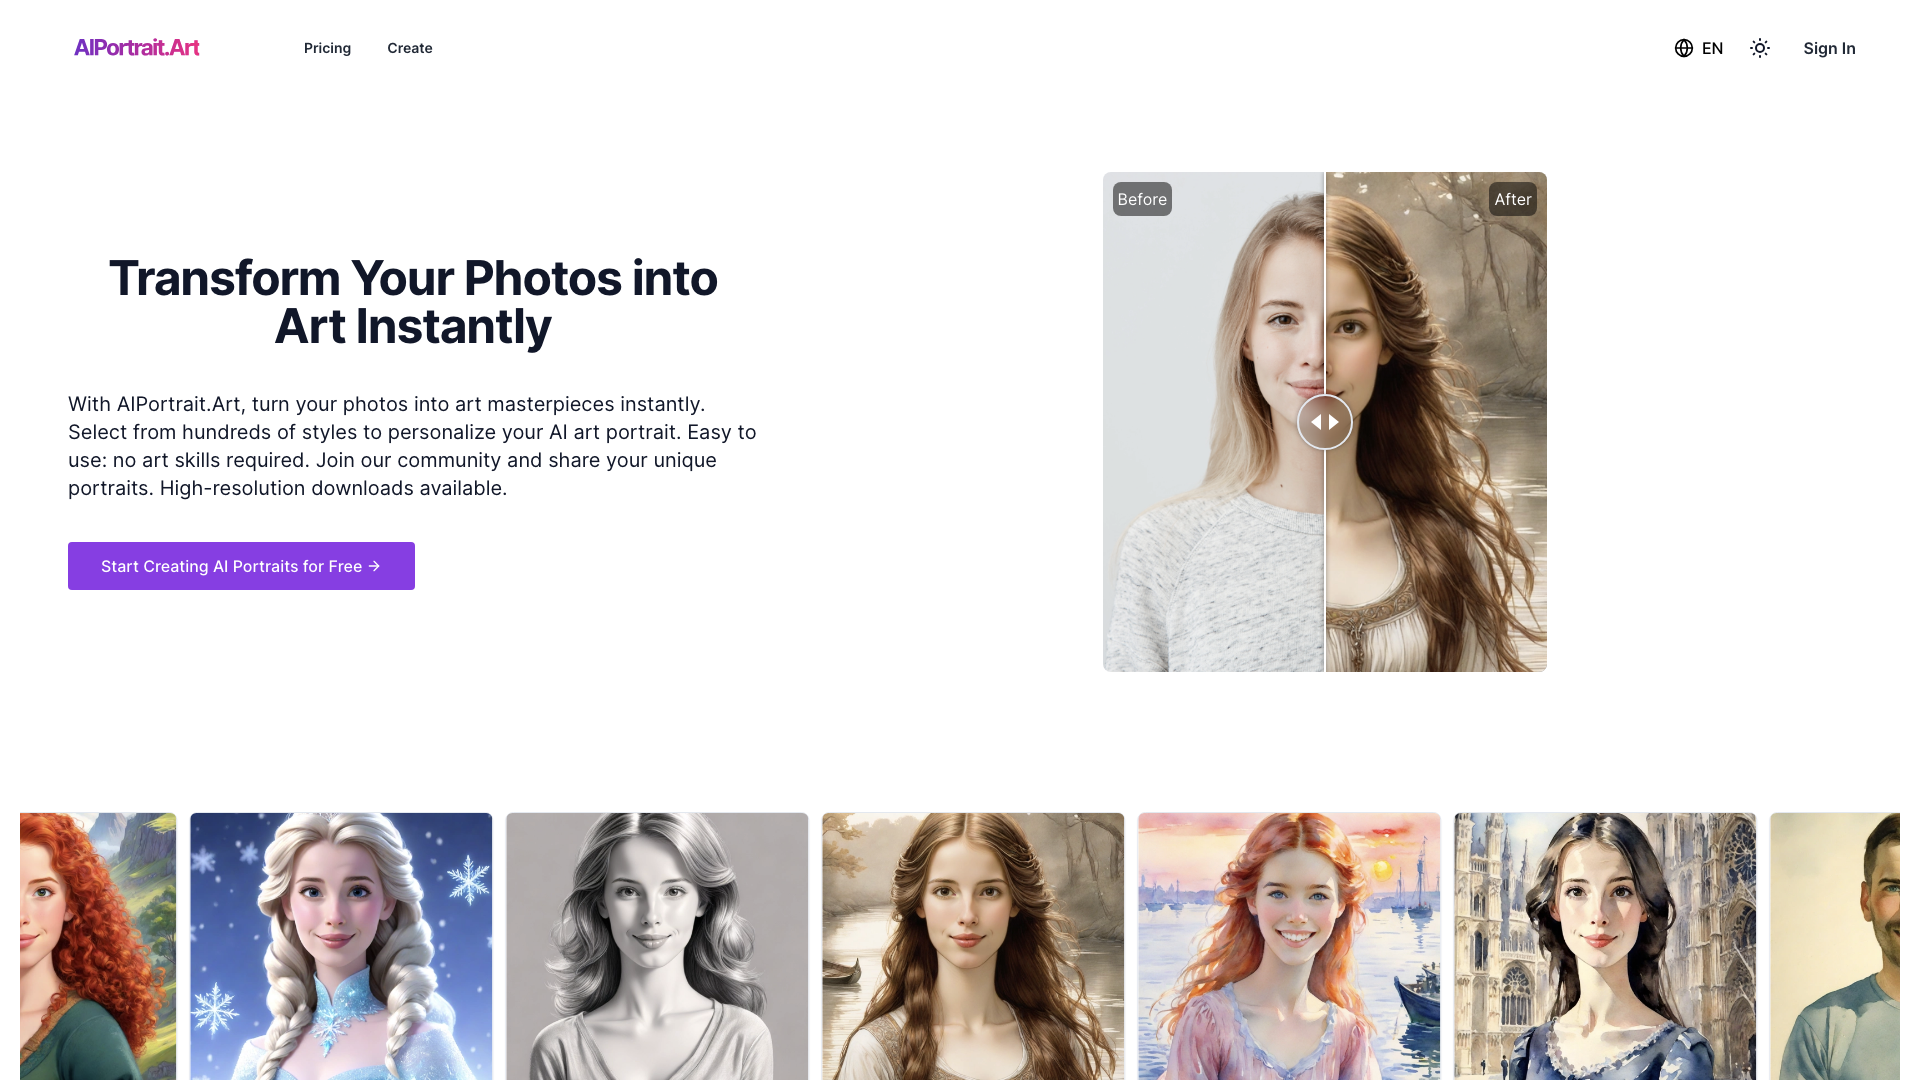 AIPortrait.Art
Pricing
Create
EN
Sign In
Before
After
Transform Your Photos into
Art Instantly
With AIPortrait.Art, turn your photos into art masterpieces instantly.
Select from hundreds of styles to personalize your AI art portrait. Easy to
use: no art skills required. Join our community and share your unique
portraits. High-resolution downloads available.
Start Creating AI Portraits for Free →